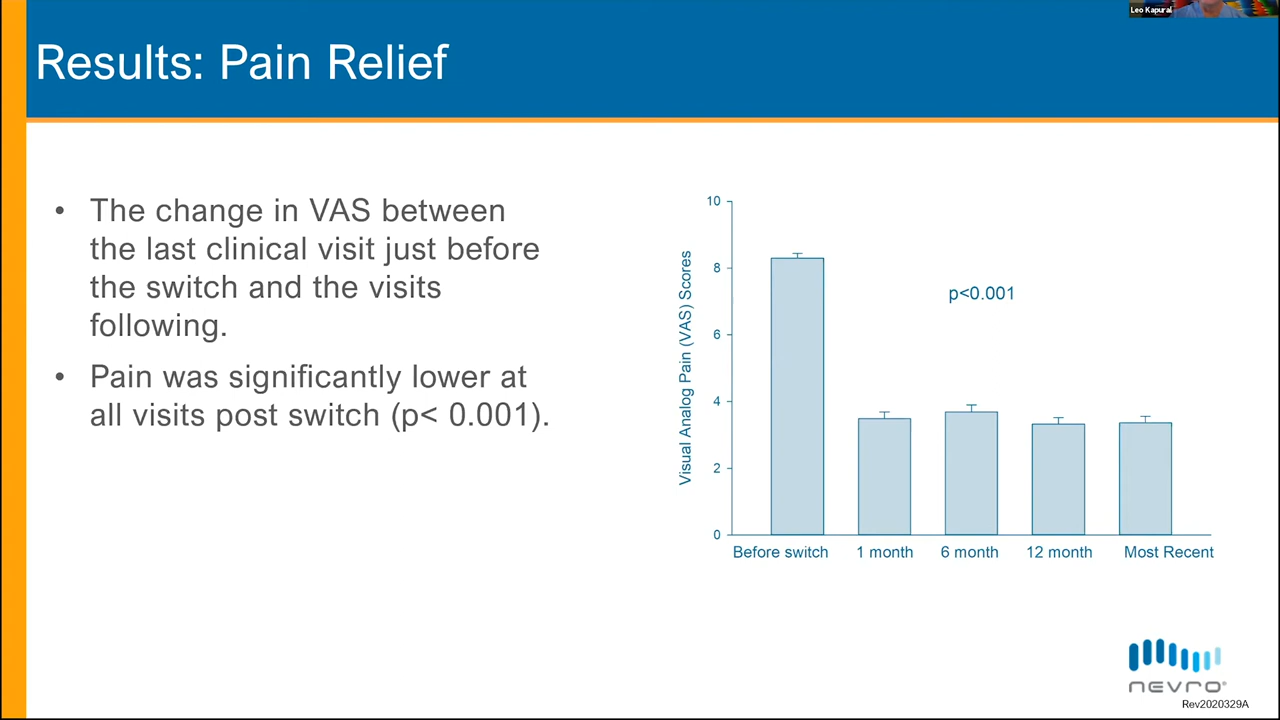 Leo Kapural
Results: Pain Relief
• The change in VAS between
the last clinical visit just before
the switch and the visits
following.
• Pain was significantly lower at
all visits post switch (p< 0.001).
Visual Analog Pain (VAS) Scores
10
8
6
4
2
0
p<0.001
Before switch 1 month 6 month 12 month Most Recent
nevro®
Rev2020329A